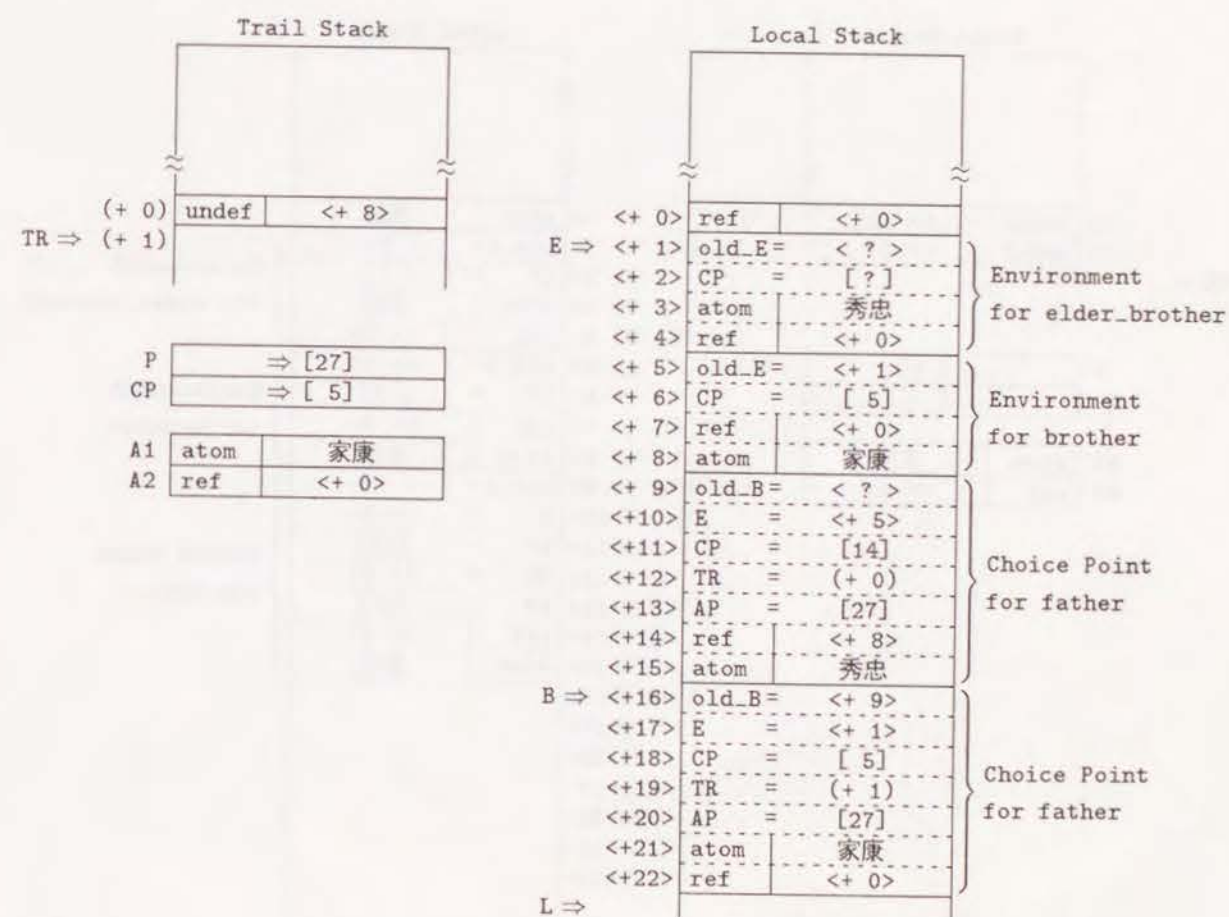 Trail Stack
(+ 0) undef <+ 8>
TR ⇒ (+ 1)
P ⇒ [27]
CP ⇒ [ 5]
A1 atom 家康
A2 ref <+ 0>
Local Stack
<+ 0> ref <+ 0>
E ⇒ <+ 1> old_E= < ? >
<+ 2> CP = [ ? ]
<+ 3> atom 秀忠
<+ 4> ref <+ 0>
Environment
for elder_brother
<+ 5> old_E= <+ 1>
<+ 6> CP = [ 5]
<+ 7> ref <+ 0>
<+ 8> atom 家康
Environment
for brother
<+ 9> old_B= < ? >
<+10> E = <+ 5>
<+11> CP = [14]
<+12> TR = (+ 0)
<+13> AP = [27]
<+14> ref <+ 8>
<+15> atom 秀忠
Choice Point
for father
B ⇒ <+16> old_B= <+ 9>
<+17> E = <+ 1>
<+18> CP = [ 5]
<+19> TR = (+ 1)
<+20> AP = [27]
<+21> atom 家康
<+22> ref <+ 0>
Choice Point
for father
L ⇒